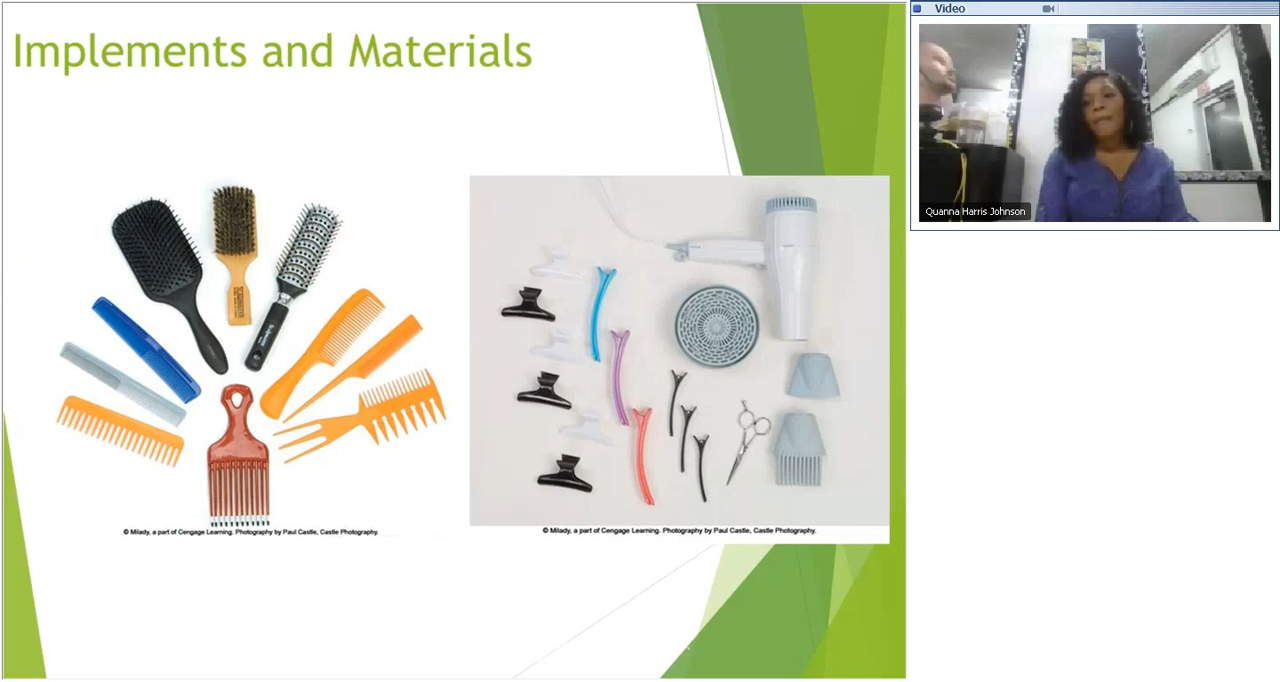 Implements and Materials
© Milady, a part of Cengage Learning. Photography by Paul Castle, Castle Photography.
© Milady, a part of Cengage Learning. Photography by Paul Castle, Castle Photography.
Video
Quanna Harris Johnson